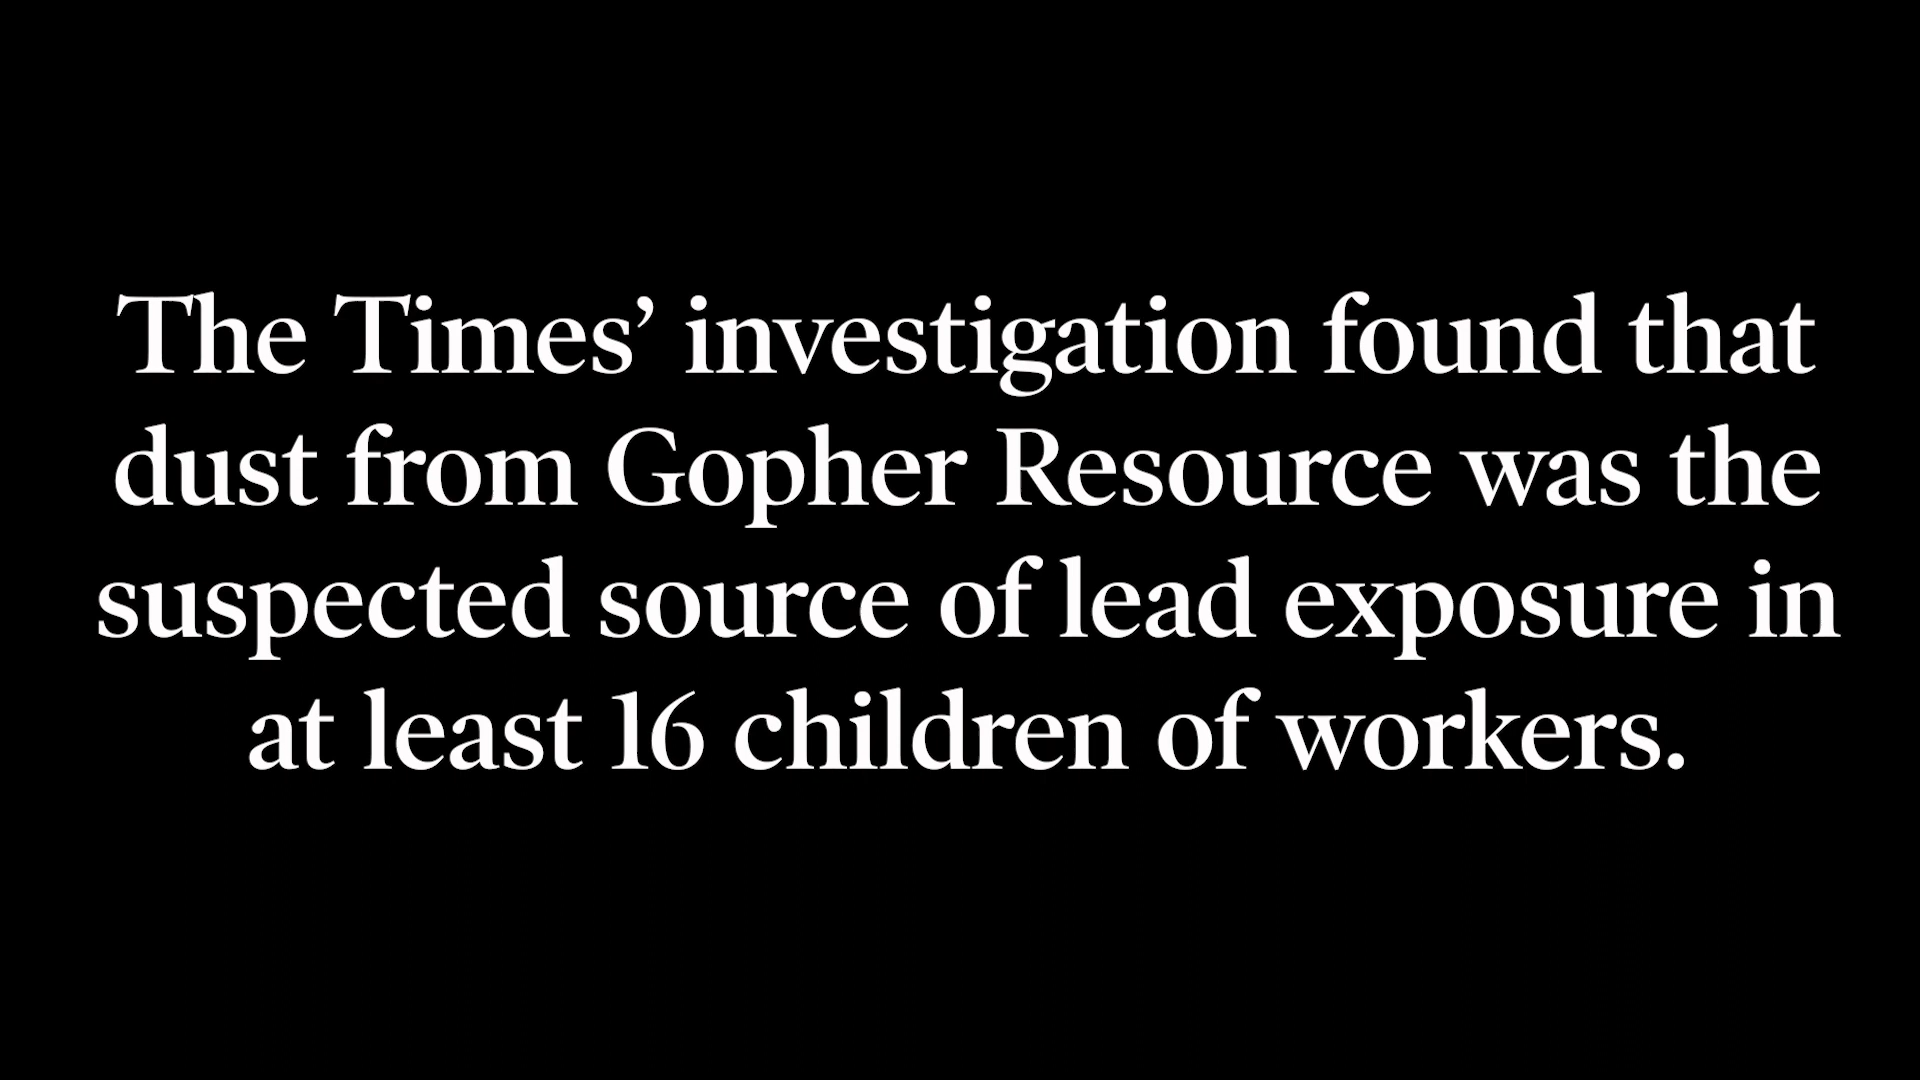 The Times’ investigation found that
dust from Gopher Resource was the
suspected source of lead exposure in
at least 16 children of workers.